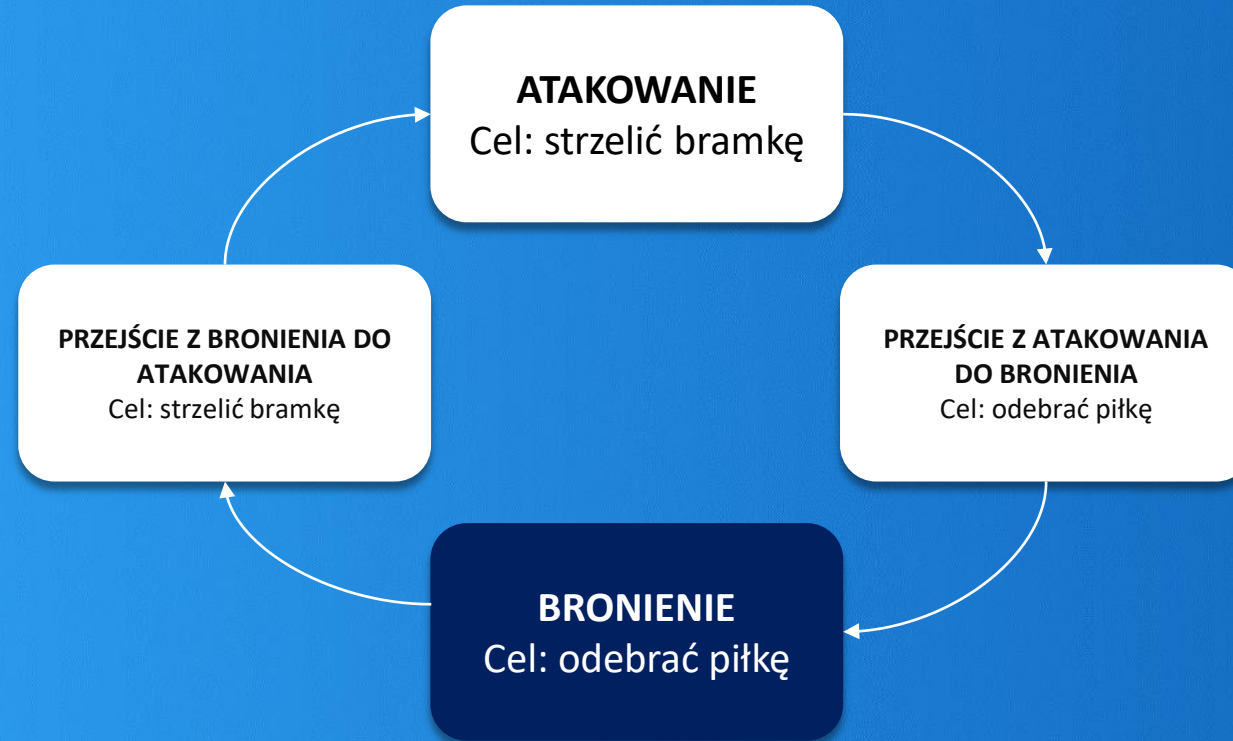 ATAKOWANIE
Cel: strzelić bramkę
PRZEJŚCIE Z BRONIENIA DO
ATAKOWANIA
Cel: strzelić bramkę
PRZEJŚCIE Z ATAKOWANIA
DO BRONIENIA
Cel: odebrać piłkę
BRONIENIE
Cel: odebrać piłkę